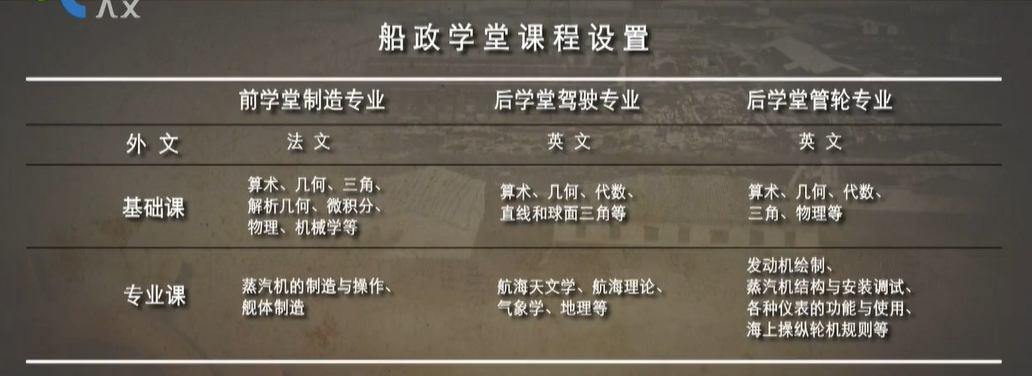 人文
船政学堂课程设置
前学堂制造专业 后学堂驾驶专业 后学堂管轮专业
外文 法文 英文 英文
基础课
算术、几何、三角、
解析几何、微积分、
物理、机械学等
算术、几何、代数、
直线和球面三角等
算术、几何、代数、
三角、物理等
专业课
蒸汽机的制造与操作、
舰体制造
航海天文学、航海理论、
气象学、地理等
发动机绘制、
蒸汽机结构与安装调试、
各种仪表的功能与使用、
海上操纵轮机规则等